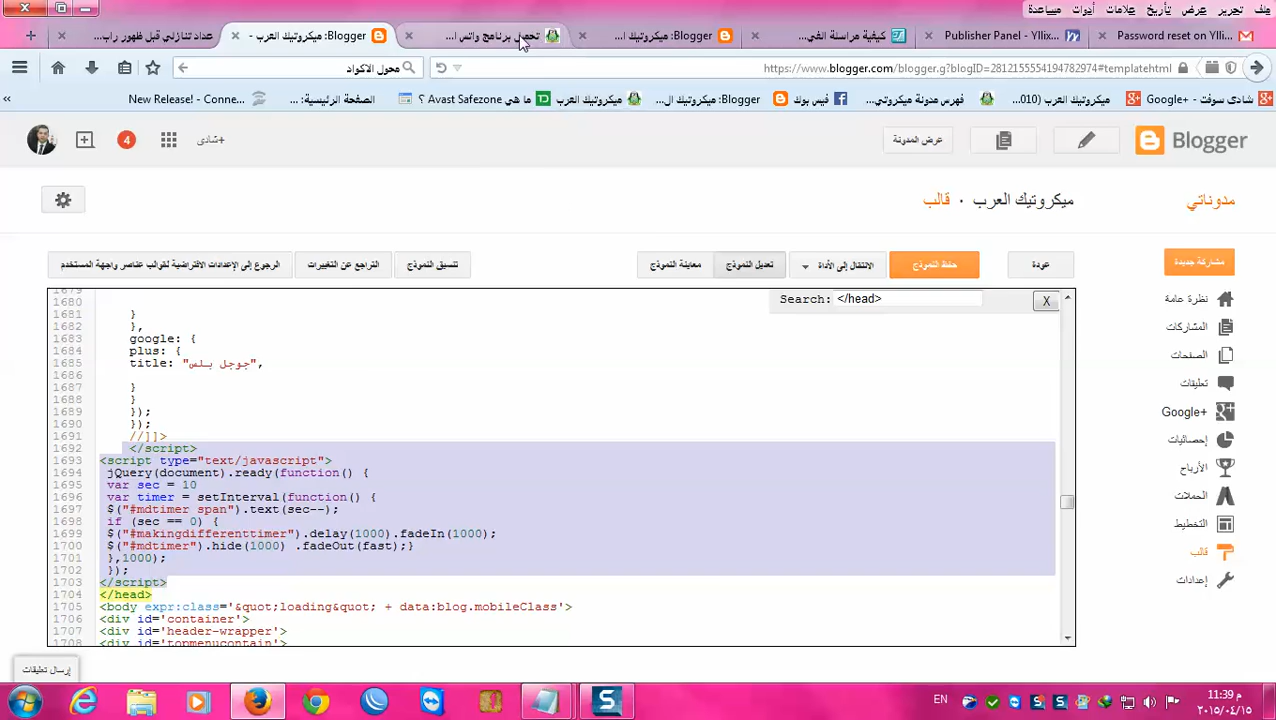 ملف تحرير عرض تأريخ علامات أدوات مساعدة
Password reset on Yllix...
Publisher Panel - Yllix...
كيفية مراسلة الفي...
Blogger: ميكروتيك ا...
تحميل برنامج واتس ا...
Blogger: ميكروتيك العرب - ...
عداد تنازلي قبل ظهور راب...
https://www.blogger.com/blogger.g?blogID=2812155554194782974#templatehtml
محول الاكواد
شادى سوفت - Google+
ميكروتيك العرب (010...
فهرس مدونة ميكروتي...
فيس بوك
Blogger: ميكروتيك ال...
ميكروتيك العرب
ما هي Avast Safezone ؟
الصفحة الرئيسية: ...
New Release! - Conne...
«
Blogger
عرض المدونة
4
+شادى
مدوناتي
ميكروتيك العرب · قالب
مشاركة جديدة
نظرة عامة
المشاركات
الصفحات
تعليقات
Google+
إحصائيات
الأرباح
الحملات
التخطيط
قالب
إعدادات
عودة
حفظ النموذج
الانتقال إلى الأداة
تعديل النموذج
معاينة النموذج
تنسيق النموذج
التراجع عن التغييرات
الرجوع إلى الإعدادات الافتراضية لقوالب عناصر واجهة المستخدم
Search: </head>
X
1679
1680
1681 }
1682 },
1683 google: {
1684 plus: {
1685 title: "جوجل بلس",
1686
1687 }
1688 }
1689 });
1690 });
1691 //]]>
1692 </script>
1693 <script type="text/javascript">
1694 jQuery(document).ready(function() {
1695 var sec = 10
1696 var timer = setInterval(function() {
1697 $("#mdtimer span").text(sec--);
1698 if (sec == 0) {
1699 $("#makingdifferenttimer").delay(1000).fadeIn(1000);
1700 $("#mdtimer").hide(1000) .fadeOut(fast);}
1701 },1000);
1702 });
1703 </script>
1704 </head>
1705 <body expr:class='&quot;loading&quot; + data:blog.mobileClass'>
1706 <div id='container'>
1707 <div id='header-wrapper'>
1708 <div id='topmenucontain'>
إرسال تعليقات
EN
11:39 م
٢٠١٥/٠٤/١٥